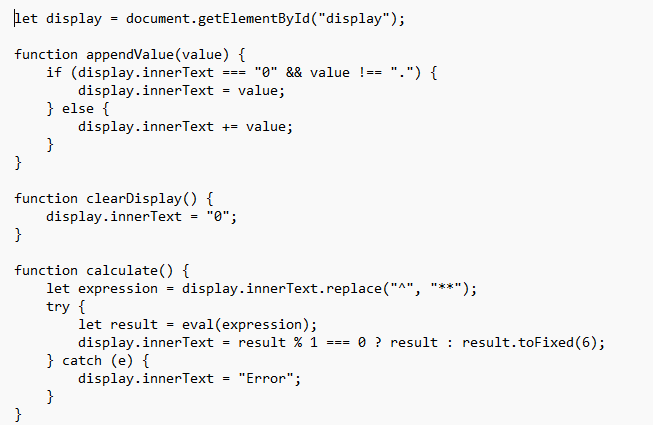 let display = document.getElementById("display");

function appendValue(value) {
    if (display.innerText === "0" && value !== ".") {
        display.innerText = value;
    } else {
        display.innerText += value;
    }
}

function clearDisplay() {
    display.innerText = "0";
}

function calculate() {
    let expression = display.innerText.replace("^", "**");
    try {
        let result = eval(expression);
        display.innerText = result % 1 === 0 ? result : result.toFixed(6);
    } catch (e) {
        display.innerText = "Error";
    }
}